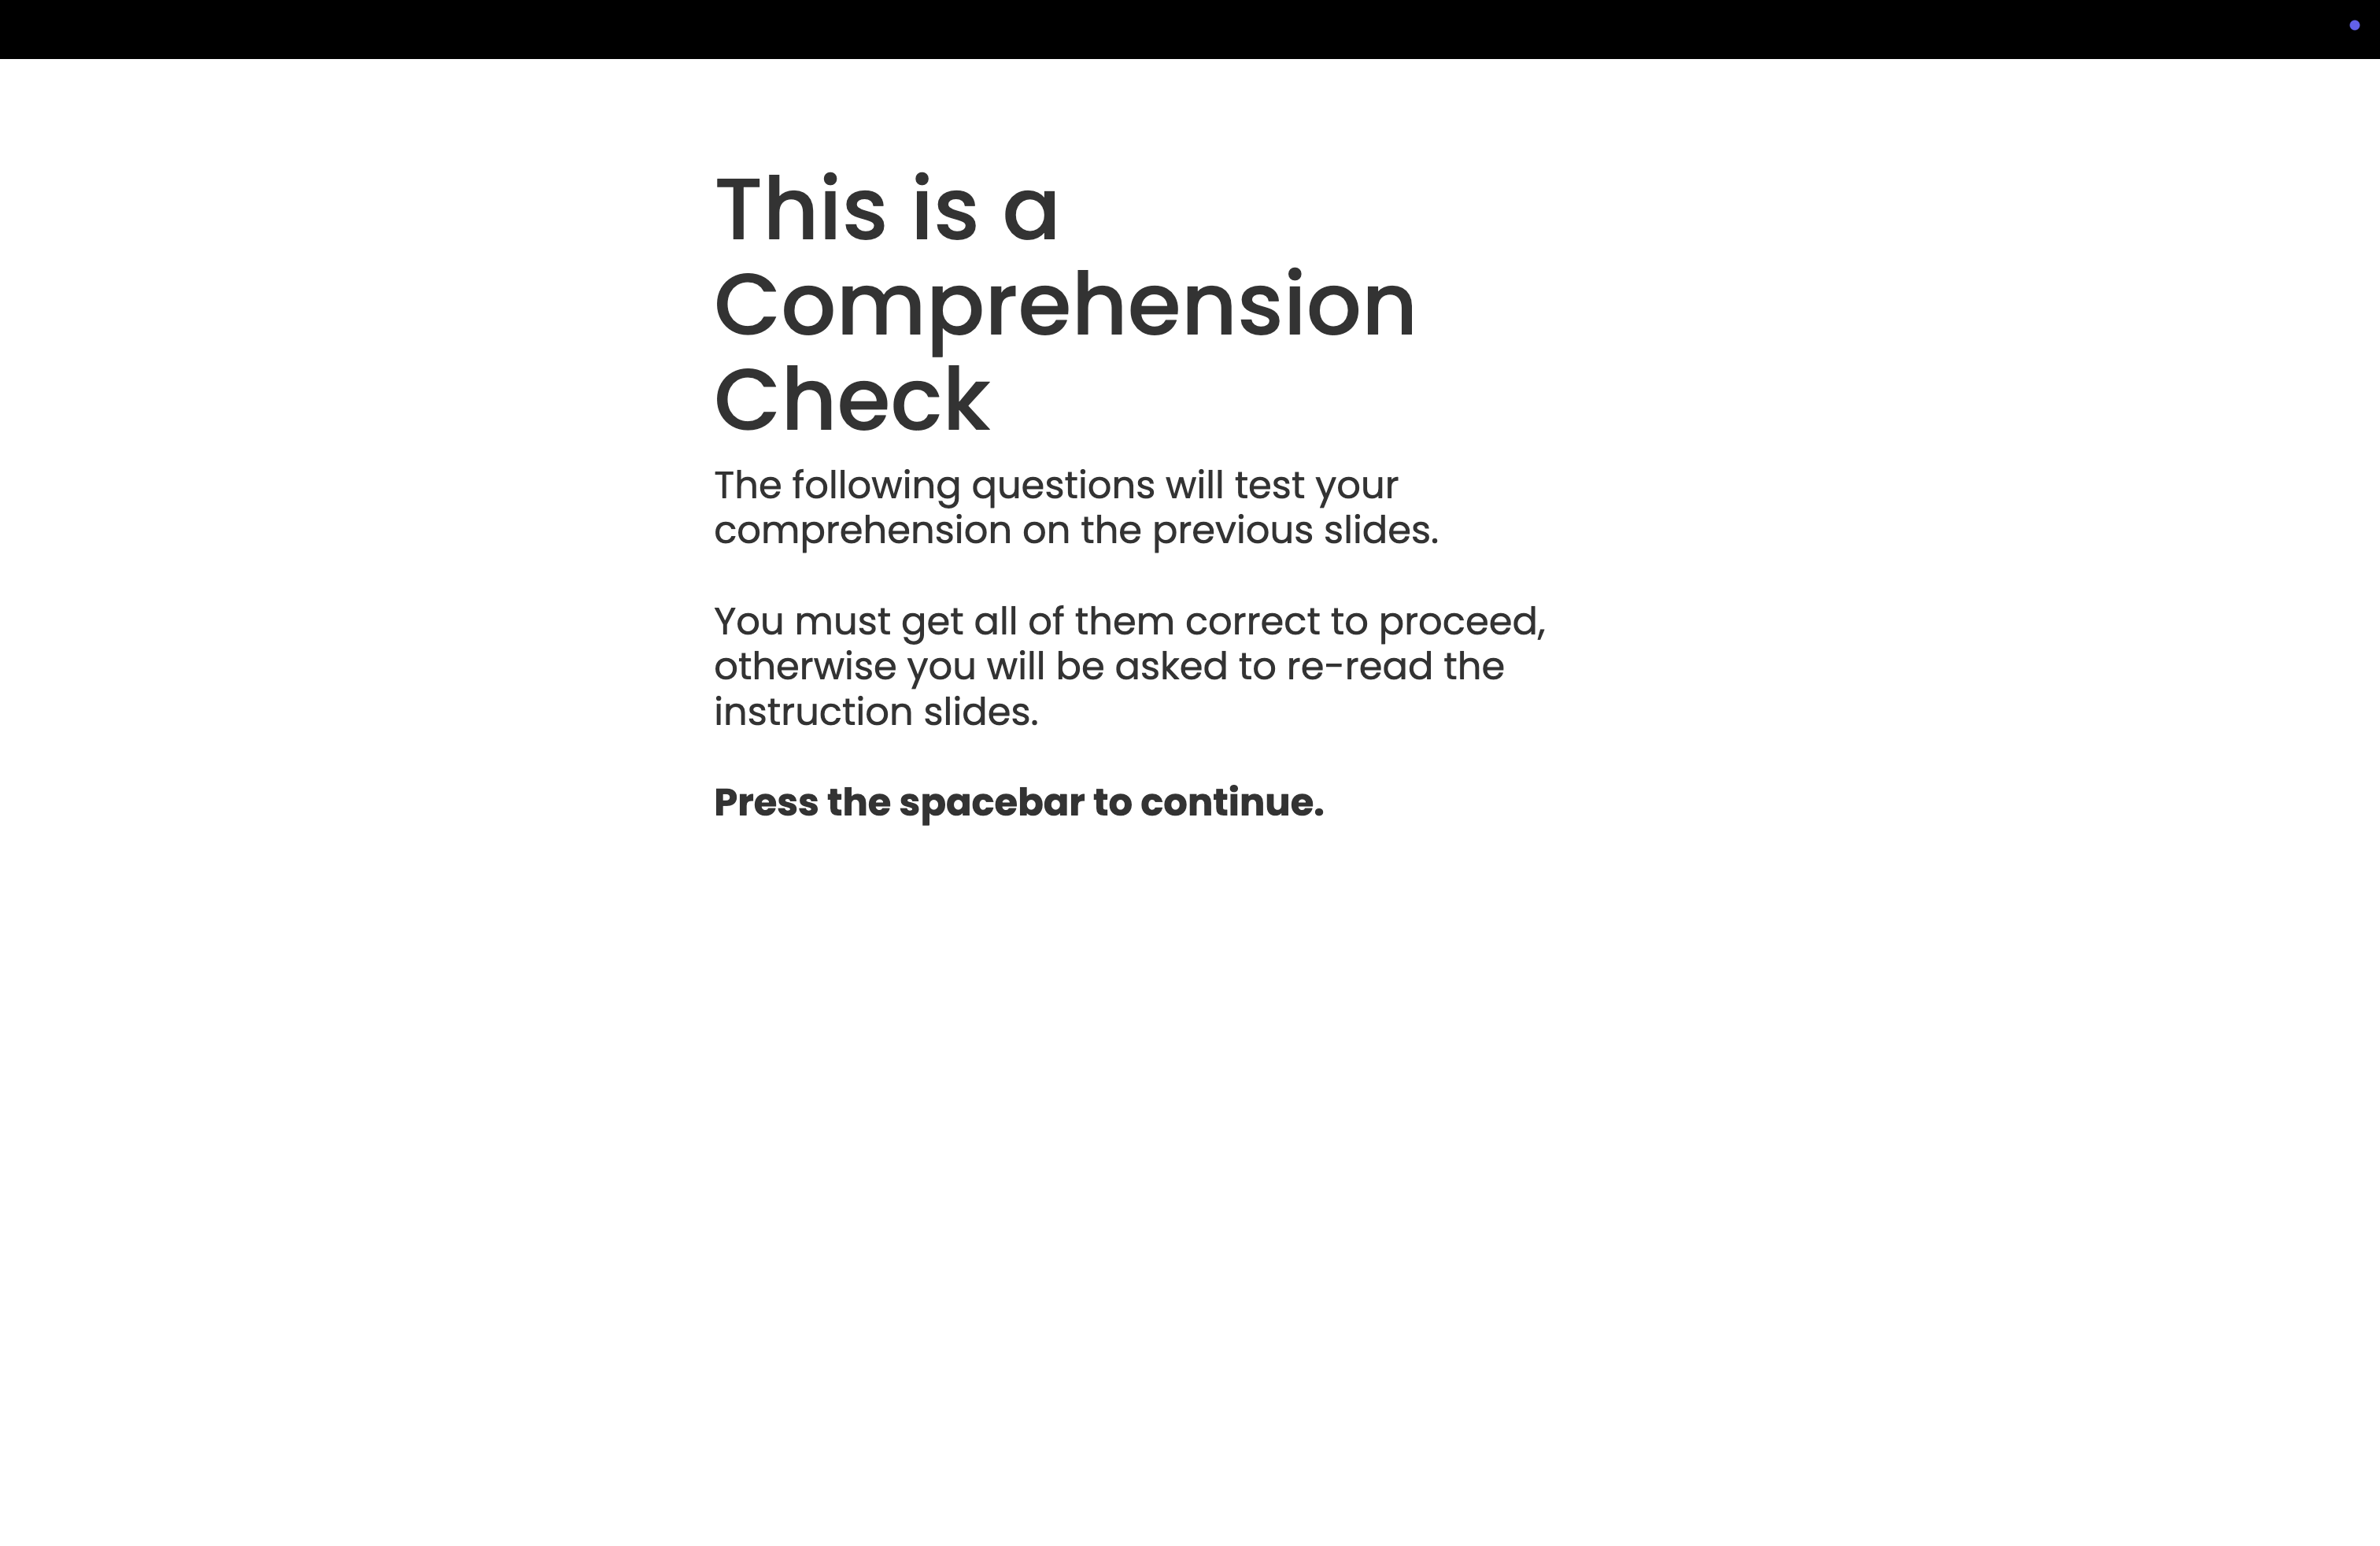 This is a
Comprehension
Check
The following questions will test your
comprehension on the previous slides.
You must get all of them correct to proceed,
otherwise you will be asked to re-read the
instruction slides.
Press the spacebar to continue.